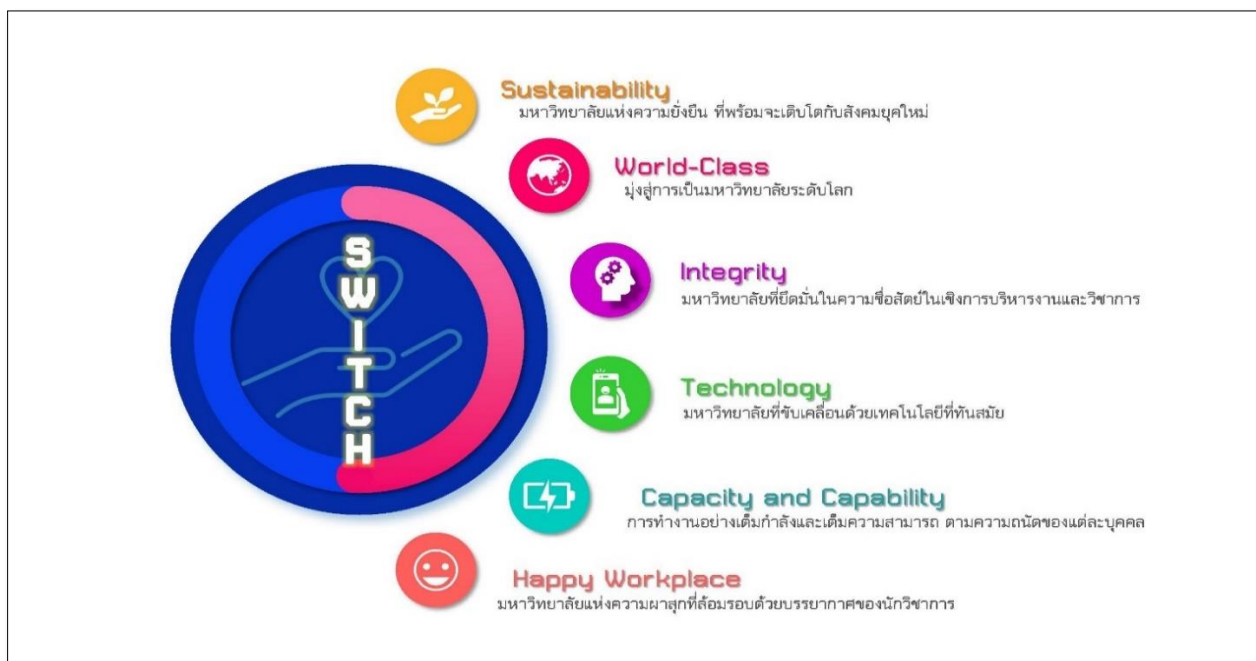 SWITCH
Sustainability
มหาวิทยาลัยแห่งความยั่งยืน ที่พร้อมจะเติบโตกับสังคมยุคใหม่
World-Class
มุ่งสู่การเป็นมหาวิทยาลัยระดับโลก
Integrity
มหาวิทยาลัยที่ยึดมั่นในความซื่อสัตย์ในเชิงการบริหารงานและวิชาการ
Technology
มหาวิทยาลัยที่ขับเคลื่อนด้วยเทคโนโลยีที่ทันสมัย
Capacity and Capability
การทำงานอย่างเต็มกำลังและเต็มความสามารถ ตามความถนัดของแต่ละบุคคล
Happy Workplace
มหาวิทยาลัยแห่งความผาสุกที่ล้อมรอบด้วยบรรยากาศของนักวิชาการ